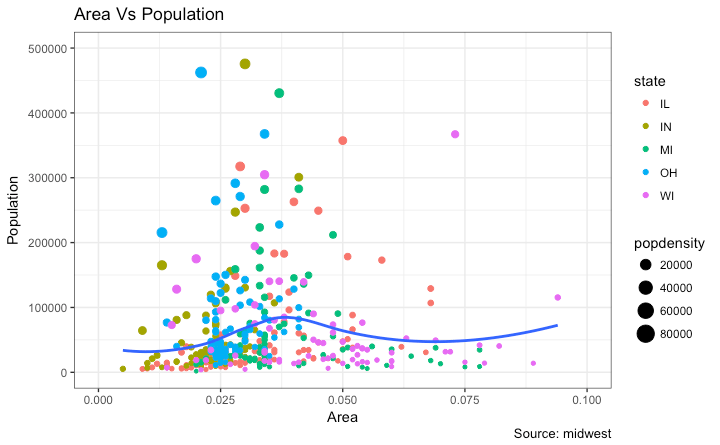 Area Vs Population
500000
400000
300000
200000
100000
0
Population
0.000
0.025
0.050
0.075
0.100
Area
state
IL
IN
MI
OH
WI
popdensity
20000
40000
60000
80000
Source: midwest